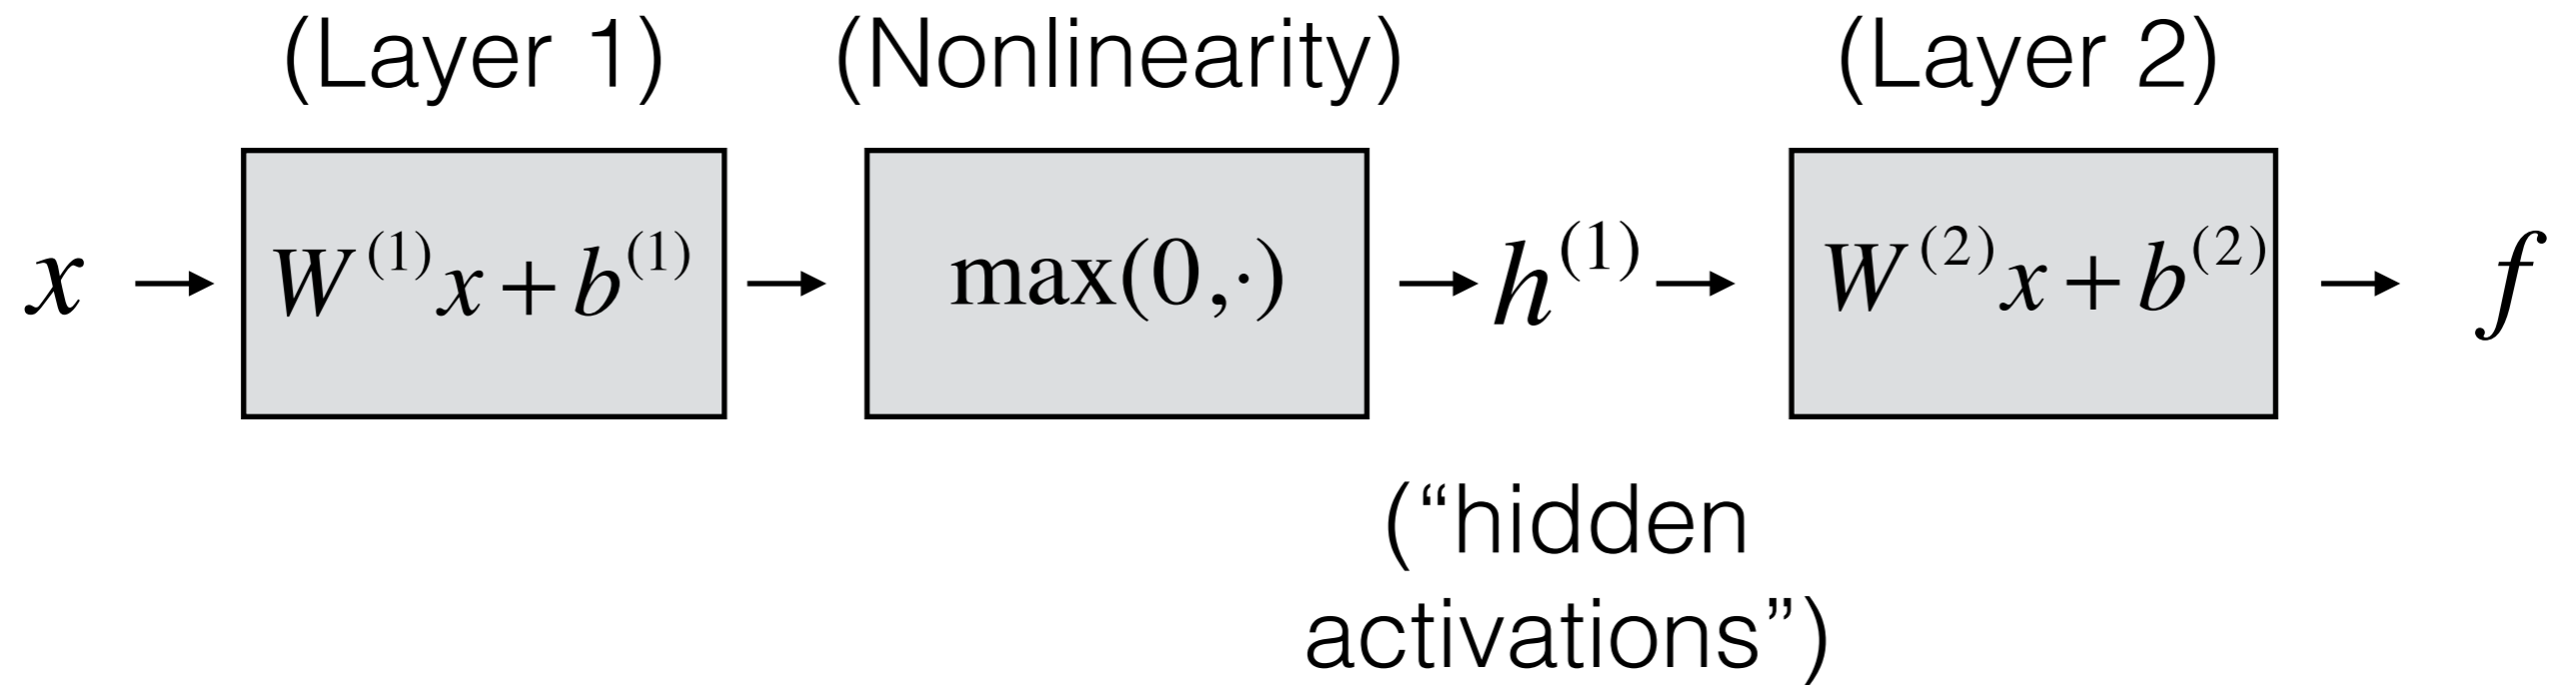 (Layer 1) (Nonlinearity) (Layer 2)
x → W^(1)x + b^(1) → max(0,·) → h^(1) → W^(2)x + b^(2) → f
(“hidden
activations”)